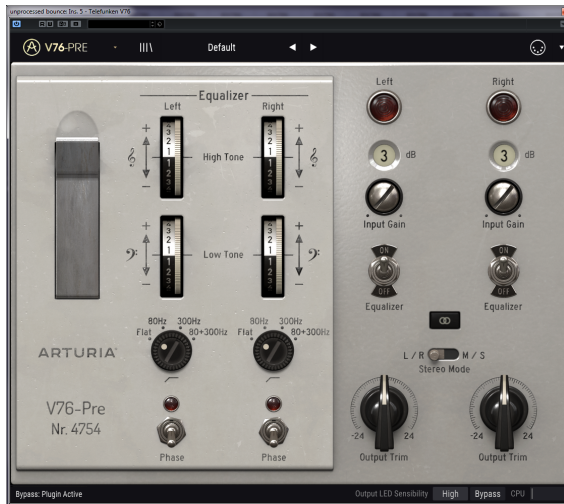 unprocessed bounce: Ins. 5 - Telefunken V76
V76-PRE
Default
Equalizer
Left Right
High Tone
Low Tone
80Hz 300Hz
Flat 80+300Hz
80Hz 300Hz
Flat 80+300Hz
ARTURIA
V76-Pre
Nr. 4754
Phase Phase
Left Right
3 dB 3 dB
Input Gain Input Gain
ON ON
OFF OFF
Equalizer Equalizer
L / R M / S
Stereo Mode
-24 24 -24 24
Output Trim Output Trim
Bypass: Plugin Active
Output LED Sensibility High Bypass CPU